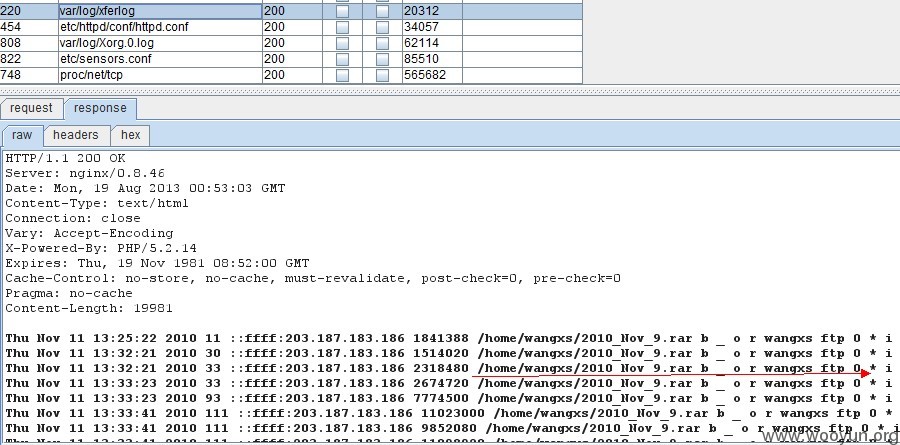 220 var/log/xferlog 200 20312
454 etc/httpd/conf/httpd.conf 200 34057
808 var/log/Xorg.0.log 200 62114
822 etc/sensors.conf 200 85510
748 proc/net/tcp 200 565682
request response
raw headers hex
HTTP/1.1 200 OK
Server: nginx/0.8.46
Date: Mon, 19 Aug 2013 00:53:03 GMT
Content-Type: text/html
Connection: close
Vary: Accept-Encoding
X-Powered-By: PHP/5.2.14
Expires: Thu, 19 Nov 1981 08:52:00 GMT
Cache-Control: no-store, no-cache, must-revalidate, post-check=0, pre-check=0
Pragma: no-cache
Content-Length: 19981
Thu Nov 11 13:25:22 2010 11 ::ffff:203.187.183.186 1841388 /home/wangxs/2010_Nov_9.rar b _ o r wangxs ftp 0 * i
Thu Nov 11 13:32:21 2010 30 ::ffff:203.187.183.186 1514020 /home/wangxs/2010_Nov_9.rar b _ o r wangxs ftp 0 * i
Thu Nov 11 13:32:21 2010 33 ::ffff:203.187.183.186 2318480 /home/wangxs/2010_Nov_9.rar b _ o r wangxs ftp 0 * i
Thu Nov 11 13:33:23 2010 33 ::ffff:203.187.183.186 2674720 /home/wangxs/2010_Nov_9.rar b _ o r wangxs ftp 0 * i
Thu Nov 11 13:33:23 2010 93 ::ffff:203.187.183.186 7774500 /home/wangxs/2010_Nov_9.rar b _ o r wangxs ftp 0 * i
Thu Nov 11 13:33:41 2010 111 ::ffff:203.187.183.186 11023000 /home/wangxs/2010_Nov_9.rar b _ o r wangxs ftp 0 *
Thu Nov 11 13:33:41 2010 111 ::ffff:203.187.183.186 9852080 /home/wangxs/2010_Nov_9.rar b _ o r wangxs ftp 0 * i
www.wooyun.org